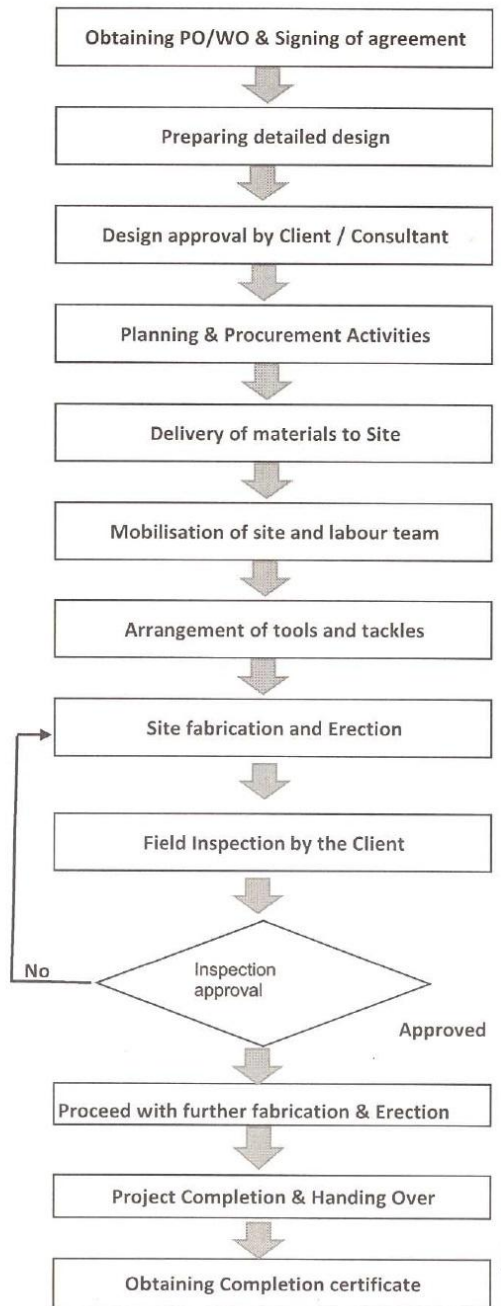 Obtaining PO/WO & Signing of agreement
Preparing detailed design
Design approval by Client / Consultant
Planning & Procurement Activities
Delivery of materials to Site
Mobilisation of site and labour team
Arrangement of tools and tackles
Site fabrication and Erection
Field Inspection by the Client
No
Inspection
approval
Approved
Proceed with further fabrication & Erection
Project Completion & Handing Over
Obtaining Completion certificate